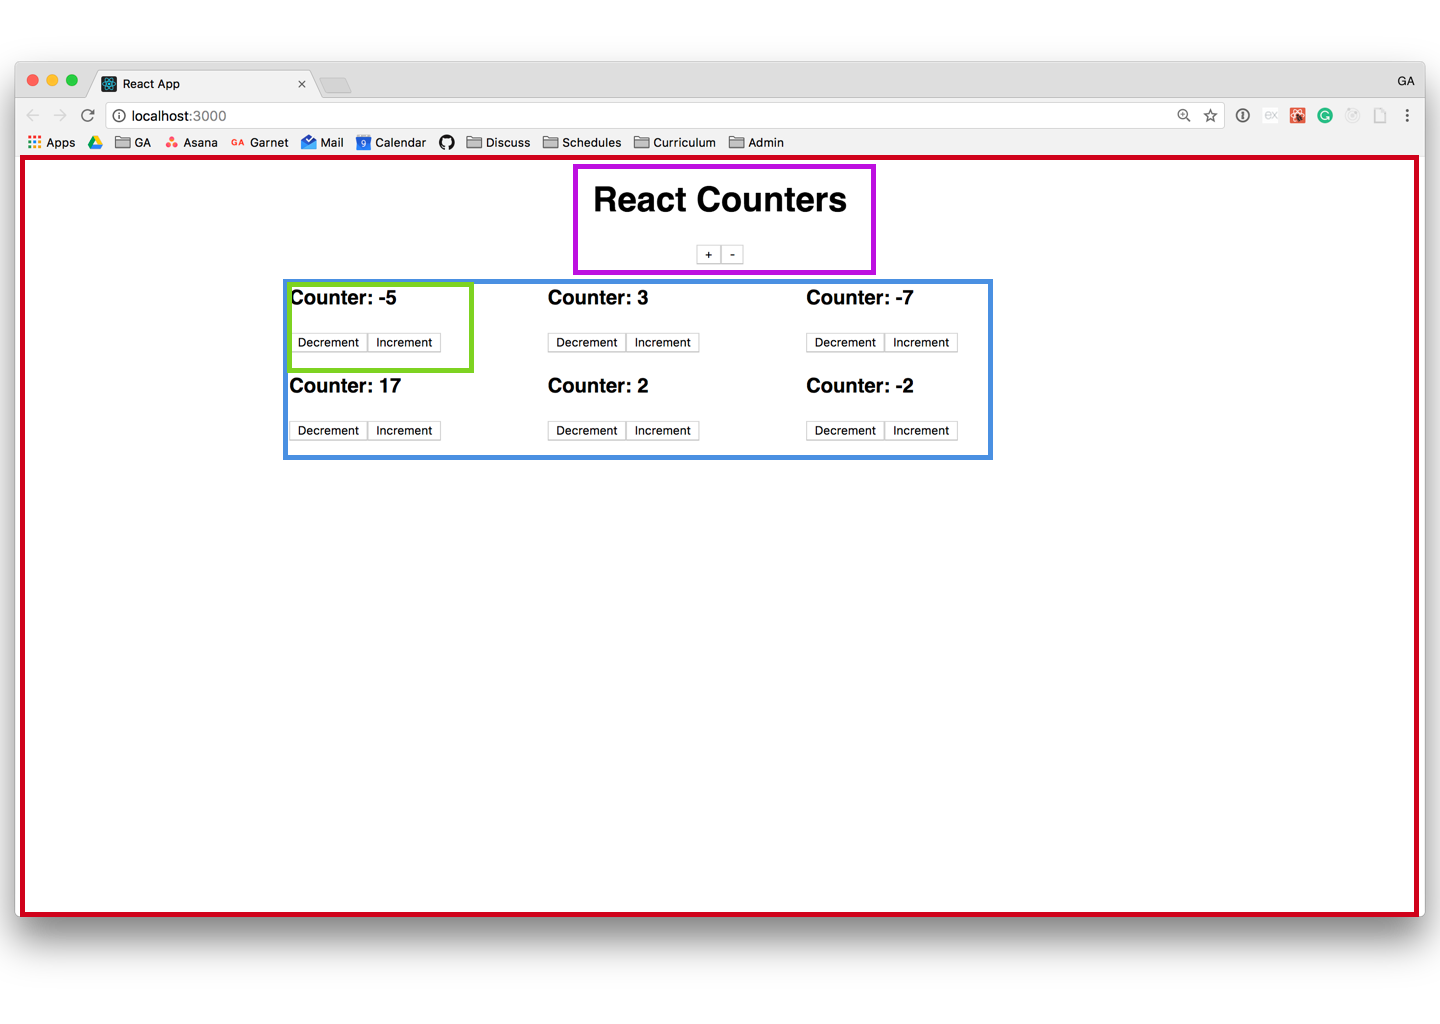 React App
GA
localhost:3000
Apps GA Asana GA Garnet Mail 9 Calendar Discuss Schedules Curriculum Admin
React Counters
+ -
Counter: -5 Counter: 3 Counter: -7
Decrement Increment Decrement Increment Decrement Increment
Counter: 17 Counter: 2 Counter: -2
Decrement Increment Decrement Increment Decrement Increment